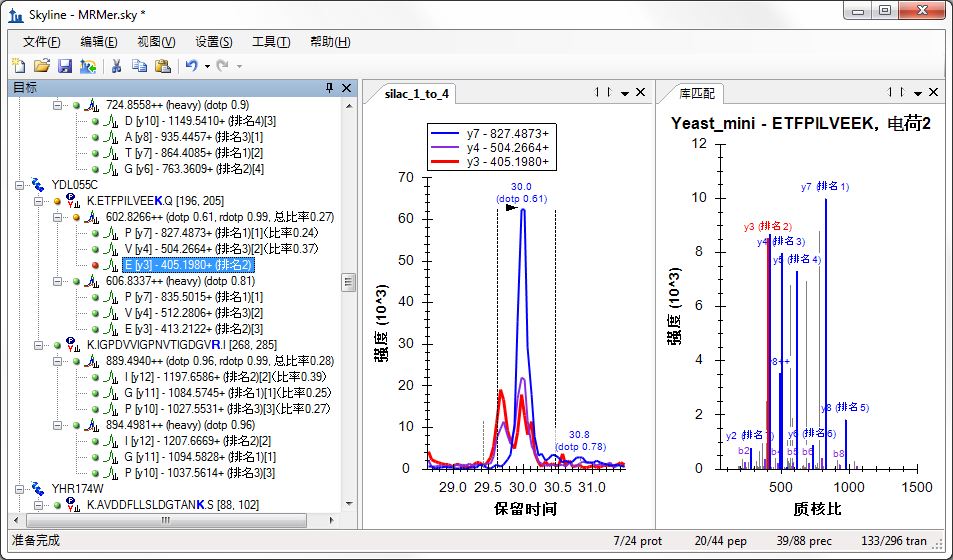 Skyline - MRMer.sky *
文件(F) 编辑(E) 视图(V) 设置(S) 工具(T) 帮助(H)
目标
724.8558++ (heavy) (dotp 0.9)
D [y10] - 1149.5410+ (排名4)[3]
A [y8] - 935.4457+ (排名3)[1]
T [y7] - 864.4085+ (排名1)[2]
G [y6] - 763.3609+ (排名2)[4]
YDL055C
K.ETFPILVEEK.Q [196, 205]
602.8266++ (dotp 0.61, rdotp 0.99, 总比率0.27)
P [y7] - 827.4873+ (排名1)[1]<比率0.24>
V [y4] - 504.2664+ (排名3)[2]<比率0.37>
E [y3] - 405.1980+ (排名2)
606.8337++ (heavy) (dotp 0.81)
P [y7] - 835.5015+ (排名1)[1]
V [y4] - 512.2806+ (排名3)[2]
E [y3] - 413.2122+ (排名2)[3]
K.IGPDVVIGPNVTIGDGVR.I [268, 285]
889.4940++ (dotp 0.96, rdotp 0.99, 总比率0.28)
I [y12] - 1197.6586+ (排名2)[2]<比率0.39>
G [y11] - 1084.5745+ (排名1)[1]<比率0.25>
P [y10] - 1027.5531+ (排名3)[3]<比率0.27>
894.4981++ (heavy) (dotp 0.96)
I [y12] - 1207.6669+ (排名2)[2]
G [y11] - 1094.5828+ (排名1)[1]
P [y10] - 1037.5614+ (排名3)[3]
YHR174W
K.AVDDFLLSLDGTANK.S [88, 102]
silac_1_to_4
y7 - 827.4873+
y4 - 504.2664+
y3 - 405.1980+
70
60
50
40
30
20
10
0
强度 (10^3)
30.0
(dotp 0.61)
30.8
(dotp 0.78)
29.0 29.5 30.0 30.5 31.0
保留时间
库匹配
Yeast_mini - ETFPILVEEK, 电荷2
12
10
8
6
4
2
0
强度 (10^3)
y7 (排名 1)
y3 (排名 2)
y4 (排名 3)
y5 (排名 4)
y8 (排名 5)
y6 (排名 6)
b2
b5
b6
b8
500 1000 1500
质核比
准备完成 7/24 prot 20/44 pep 39/88 prec 133/296 tran